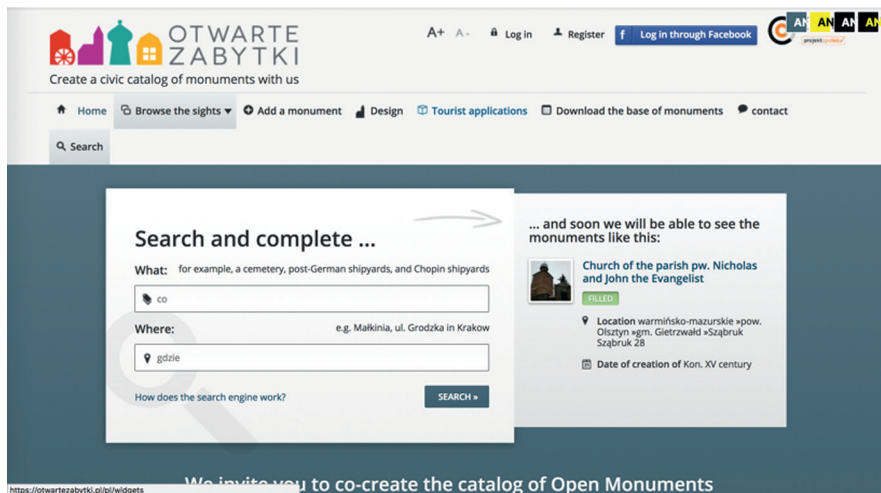 OTWARTE
ZABYTKI
Create a civic catalog of monuments with us
A+ A- Log in Register f Log in through Facebook
AN AN AN AN
Home Browse the sights Add a monument Design Tourist applications Download the base of monuments contact
Search
Search and complete ...
What: for example, a cemetery, post-German shipyards, and Chopin shipyards
co
Where: e.g. Małkinia, ul. Grodzka in Krakow
gdzie
How does the search engine work? SEARCH »
... and soon we will be able to see the
monuments like this:
Church of the parish pw. Nicholas
and John the Evangelist
FILLED
Location warmińsko-mazurskie »pow.
Olsztyn »gm. Gietrzwałd »Sząbruk
Sząbruk 28
Date of creation of Kon. XV century
We invite you to co-create the catalog of Open Monuments
https://otwartezabytki.pl/pl/widgets